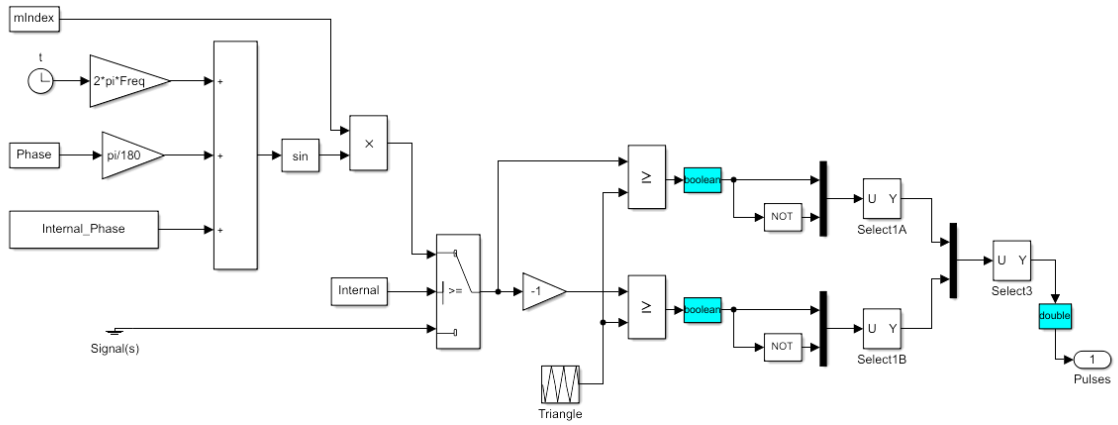 mIndex
t
2*pi*Freq
+
Phase
pi/180
+
sin
×
Internal_Phase
+
Internal
>=
Signal(s)
-1
Triangle
≥
boolean
NOT
U Y
Select1A
≥
boolean
NOT
U Y
Select1B
U Y
Select3
double
1
Pulses